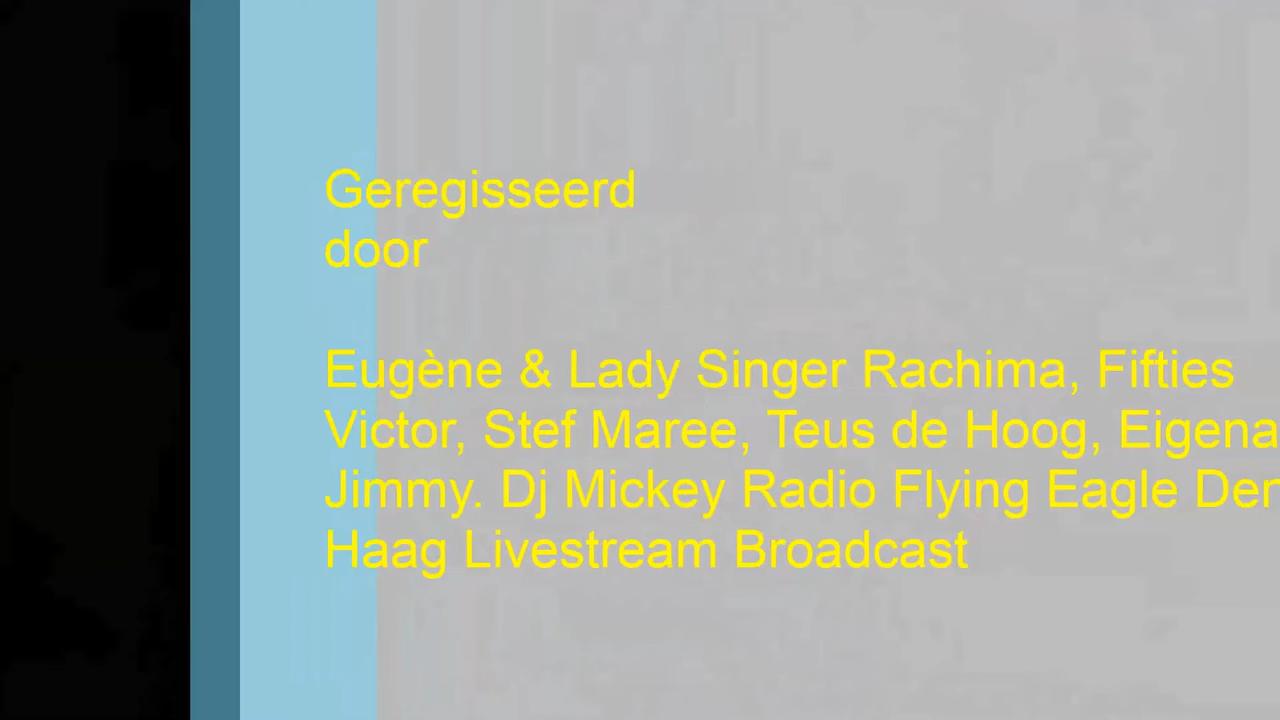 Geregisseerd
door
Eugène & Lady Singer Rachima, Fifties
Victor, Stef Maree, Teus de Hoog, Eigena
Jimmy. Dj Mickey Radio Flying Eagle Den
Haag Livestream Broadcast